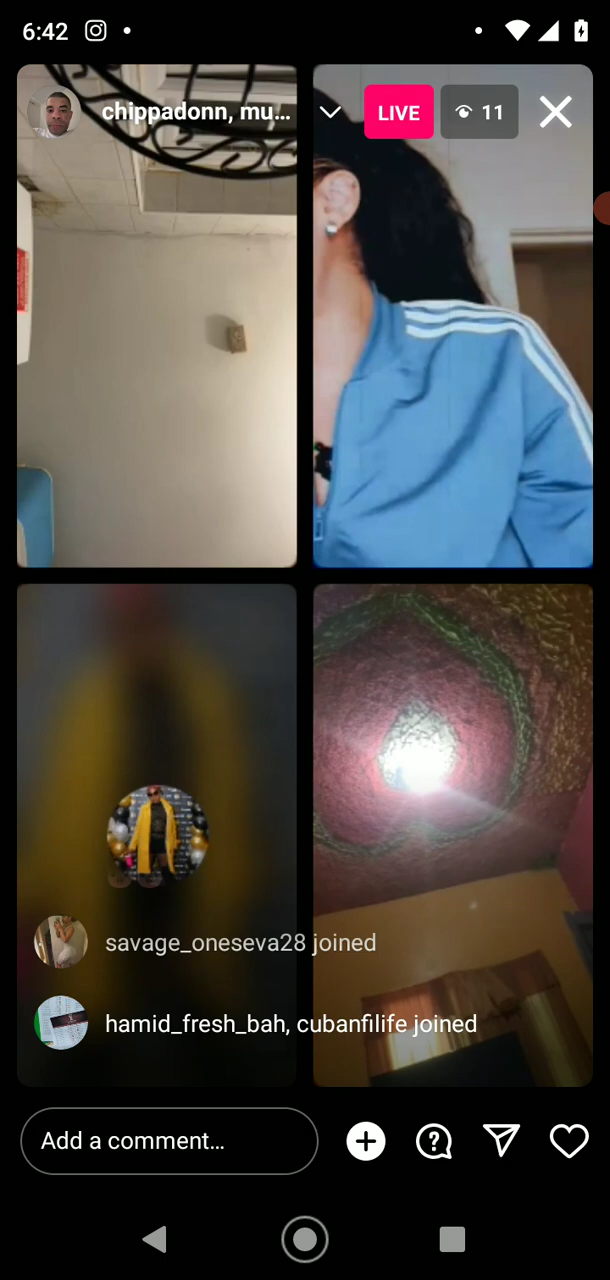 6:42
chippadonn, mu...
LIVE
11
savage_oneseva28 joined
hamid_fresh_bah, cubanfilife joined
Add a comment...